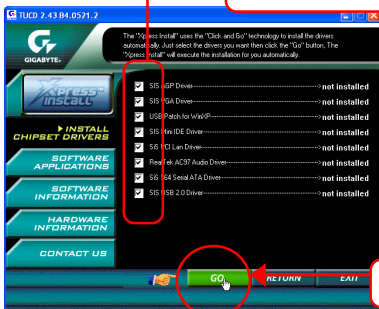 TUCD 2.43 B4.0521.2
GIGABYTE
The "Xpress Install" uses the "Click and Go" technology to install the drivers
automatically. Just select the drivers you want then click the "Go" button. The
"Xpress Install" will execute the installation for you automatically.
Xpress
INSTALL
INSTALL
CHIPSET DRIVERS
SOFTWARE
APPLICATIONS
SOFTWARE
INFORMATION
HARDWARE
INFORMATION
CONTACT US
SIS AGP Driver not installed
SIS VGA Driver not installed
USB Patch for WinXP not installed
SIS Mini IDE Driver not installed
SiS PCI Lan Driver not installed
RealTek AC97 Audio Driver not installed
SiS 964 Serial ATA Driver not installed
SIS USB 2.0 Driver not installed
GO
RETURN
EXIT